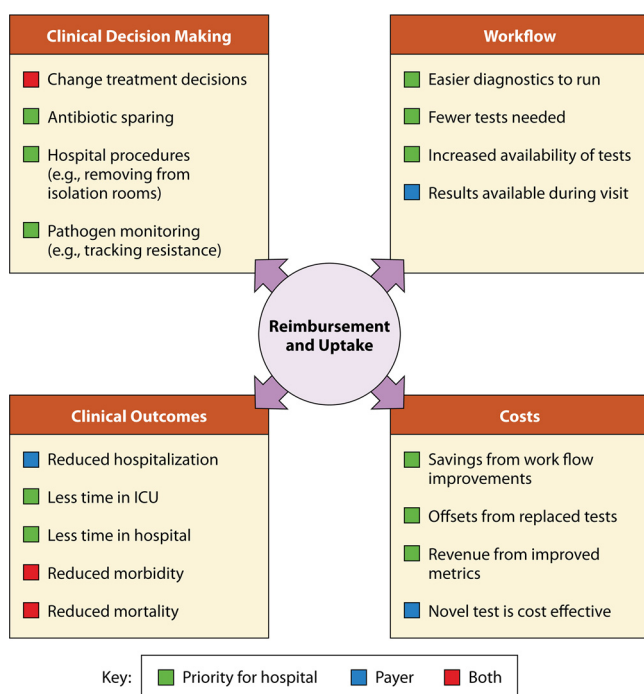 Clinical Decision Making
Change treatment decisions
Antibiotic sparing
Hospital procedures
(e.g., removing from
isolation rooms)
Pathogen monitoring
(e.g., tracking resistance)
Workflow
Easier diagnostics to run
Fewer tests needed
Increased availability of tests
Results available during visit
Reimbursement
and Uptake
Clinical Outcomes
Reduced hospitalization
Less time in ICU
Less time in hospital
Reduced morbidity
Reduced mortality
Costs
Savings from work flow
improvements
Offsets from replaced tests
Revenue from improved
metrics
Novel test is cost effective
Key: Priority for hospital Payer Both